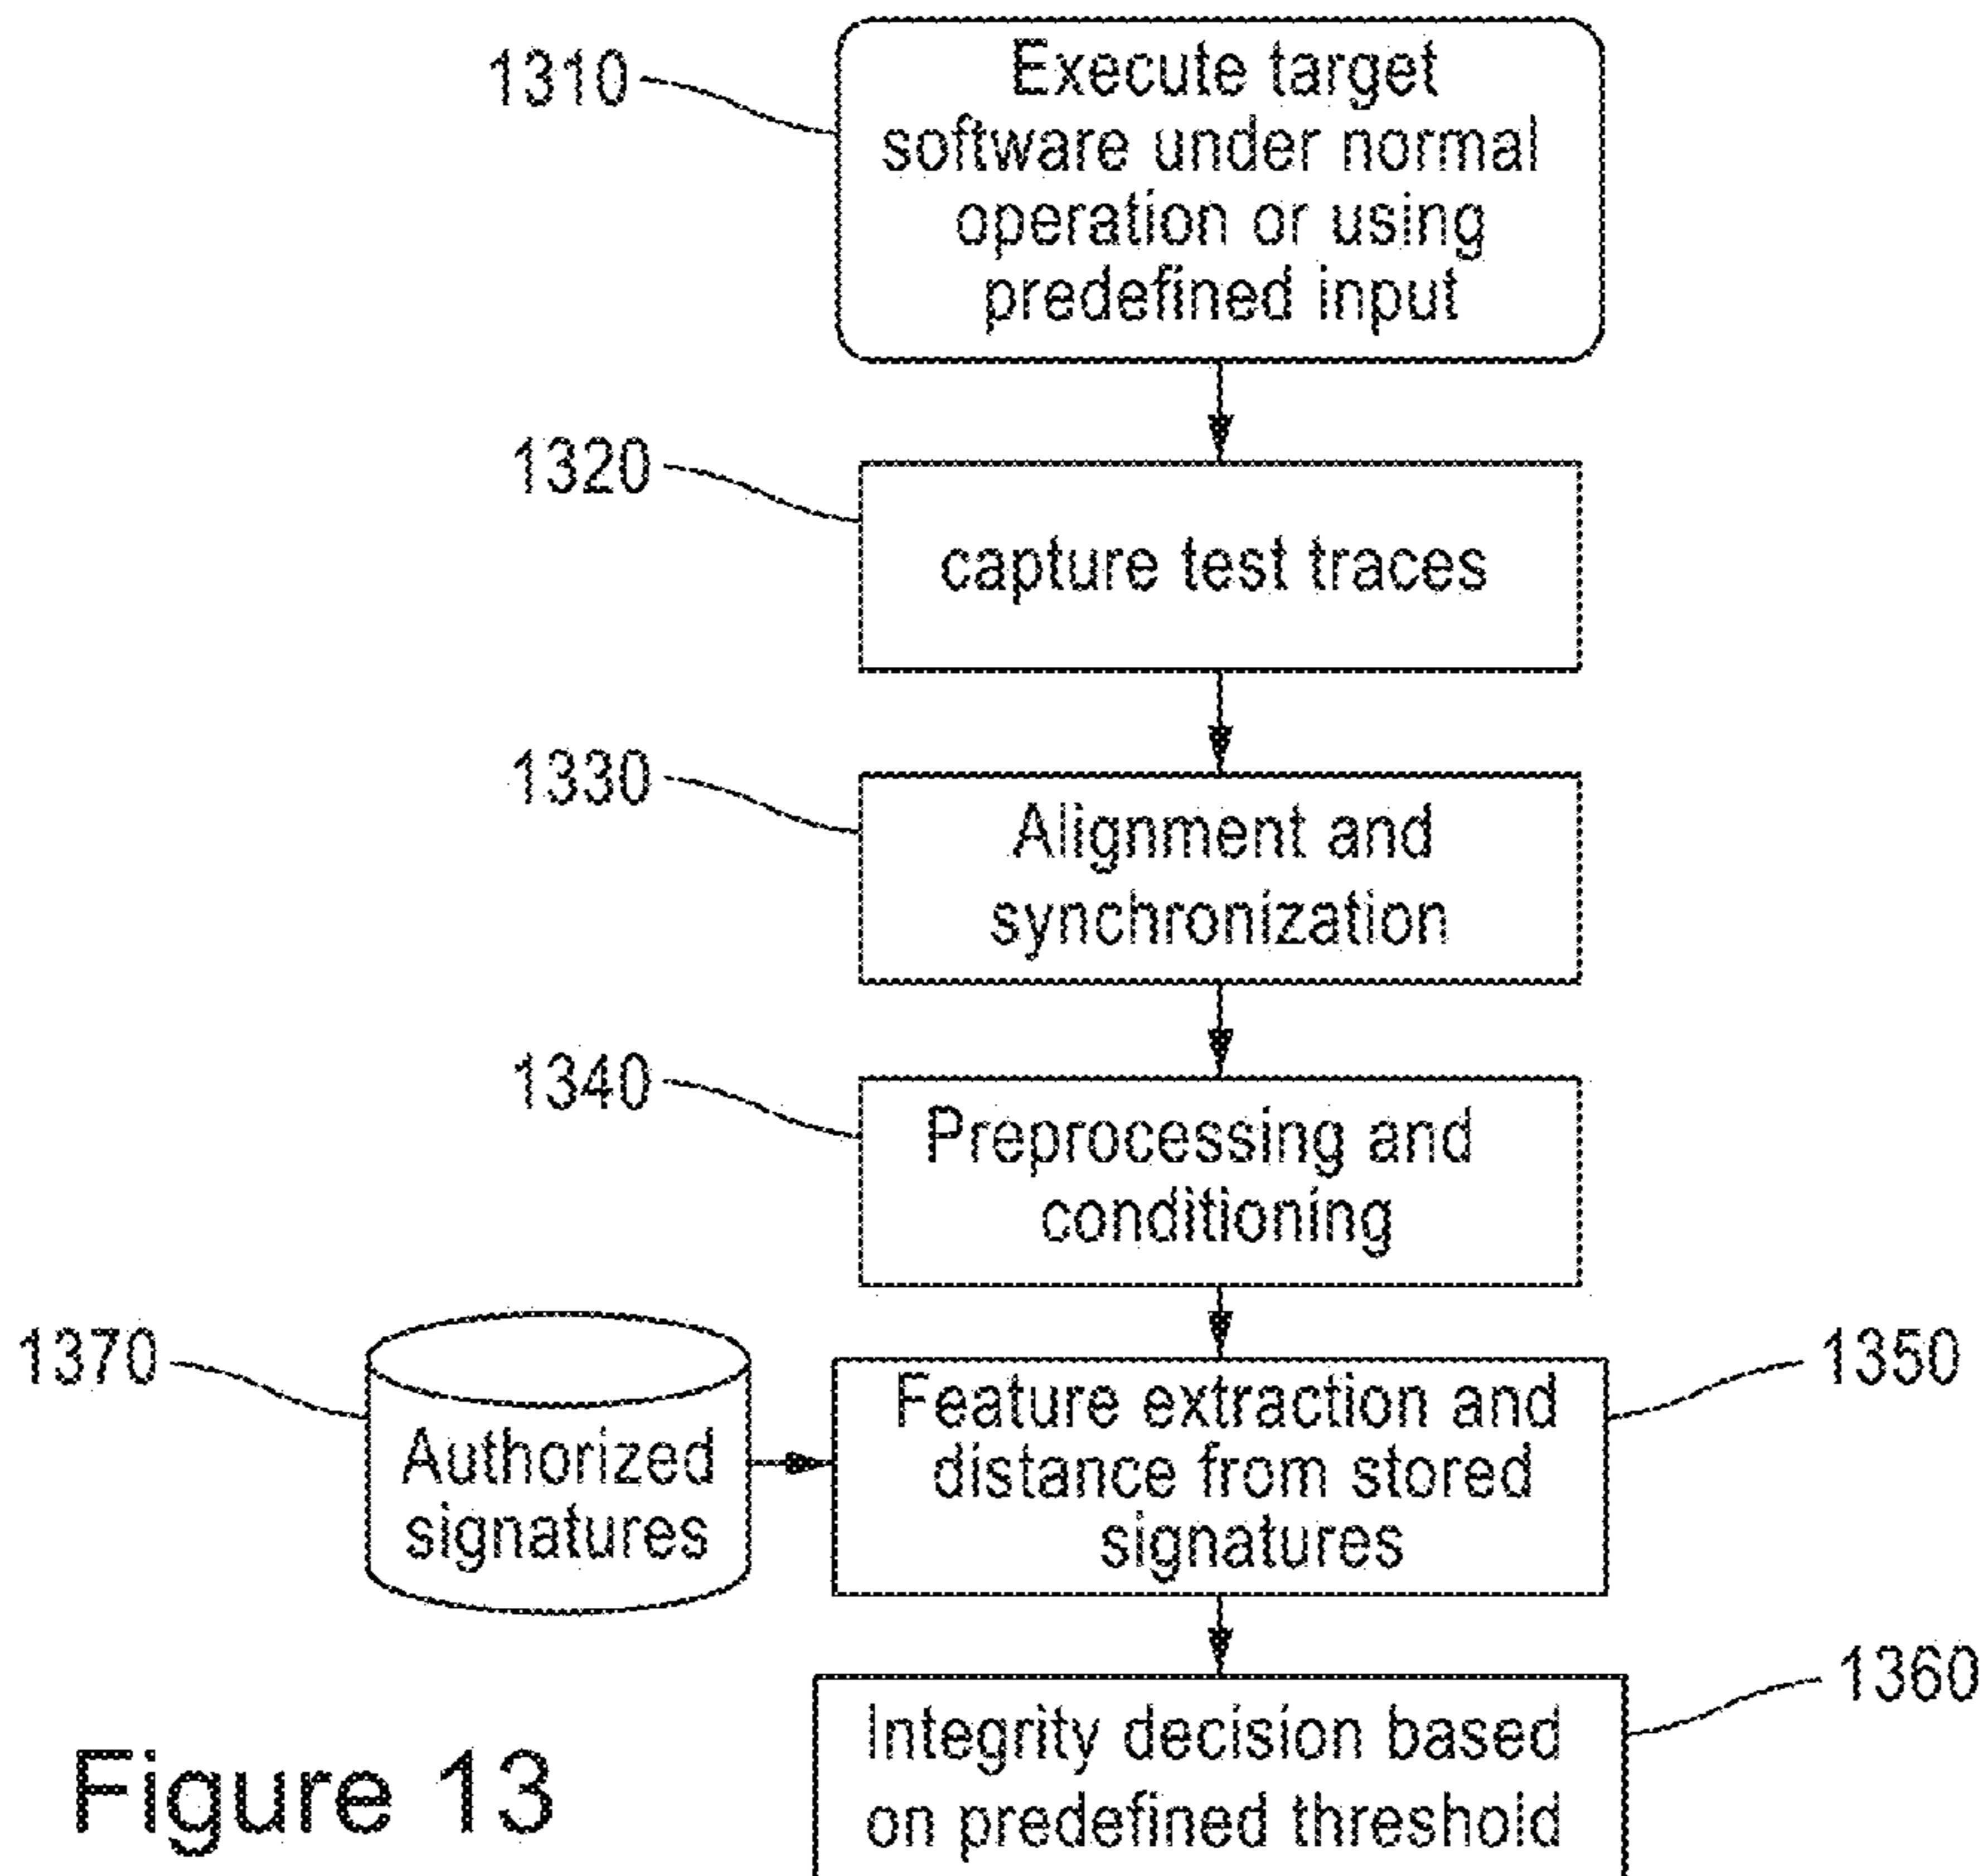 1310
Execute target
software under normal
operation or using
predefined input
1320
capture test traces
1330
Alignment and
synchronization
1340
Preprocessing and
conditioning
1370
Authorized
signatures
1350
Feature extraction and
distance from stored
signatures
1360
Integrity decision based
on predefined threshold
Figure 13